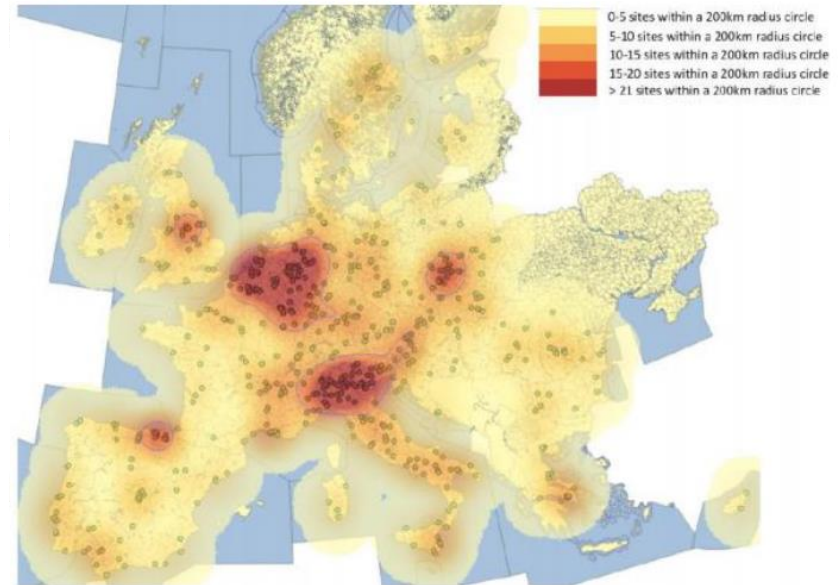 0-5 sites within a 200km radius circle
5-10 sites within a 200km radius circle
10-15 sites within a 200km radius circle
15-20 sites within a 200km radius circle
> 21 sites within a 200km radius circle